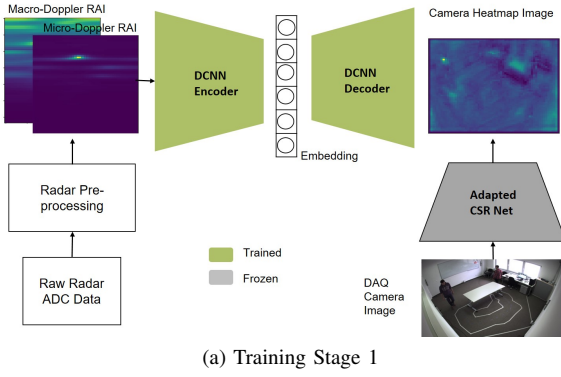 Macro-Doppler RAI
Micro-Doppler RAI
Camera Heatmap Image
DCNN
Encoder
DCNN
Decoder
Embedding
Radar Pre-
processing
Adapted
CSR Net
Trained
Frozen
Raw Radar
ADC Data
DAQ
Camera
Image
(a) Training Stage 1